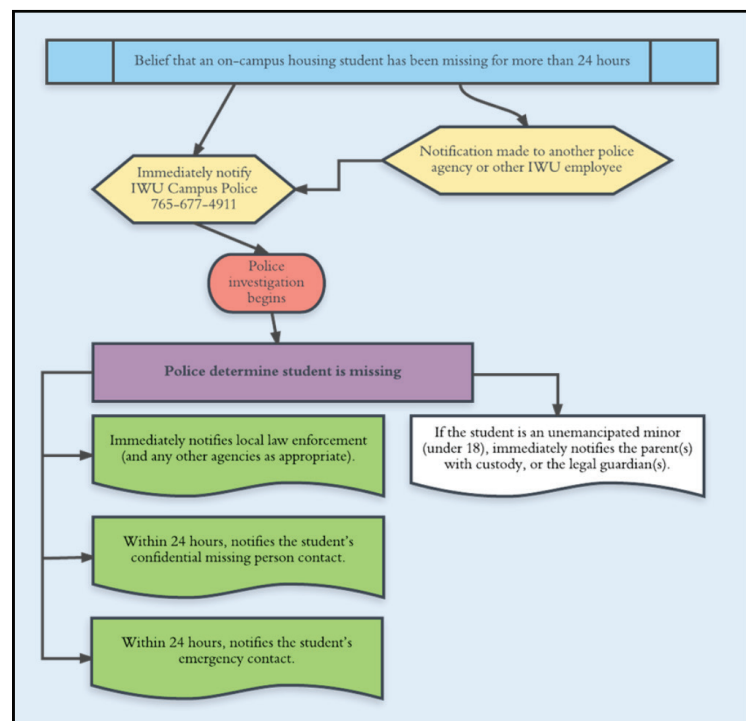 Belief that an on-campus housing student has been missing for more than 24 hours
Notification made to another police
agency or other IWU employee
Immediately notify
IWU Campus Police
765-677-4911
Police
investigation
begins
Police determine student is missing
Immediately notifies local law enforcement
(and any other agencies as appropriate).
If the student is an unemancipated minor
(under 18), immediately notifies the parent(s)
with custody, or the legal guardian(s).
Within 24 hours, notifies the student's
confidential missing person contact.
Within 24 hours, notifies the student's
emergency contact.